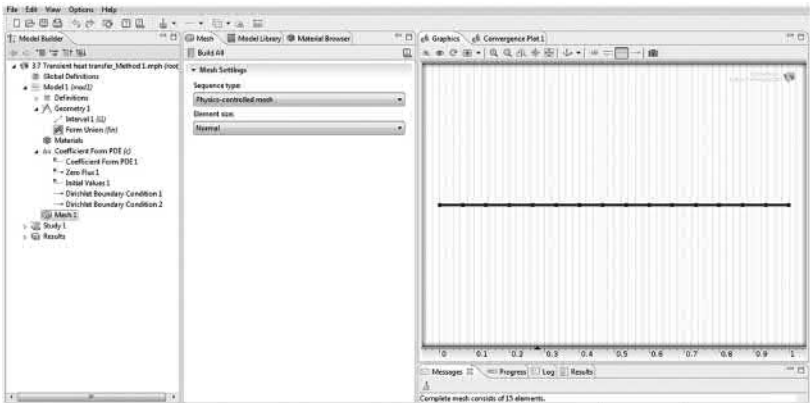 File Edit View Options Help
Model Builder
3.7 Transient heat transfer_Method 1.mph (root
Global Definitions
Model 1 (mod1)
Definitions
Geometry 1
Interval 1 (i1)
Form Union (fin)
Materials
Coefficient Form PDE (c)
Coefficient Form PDE 1
Zero Flux 1
Initial Values 1
Dirichlet Boundary Condition 1
Dirichlet Boundary Condition 2
Mesh 1
Study 1
Results
Mesh Model Library Material Browser
Build All
Mesh Settings
Sequence type:
Physics-controlled mesh
Element size:
Normal
Graphics Convergence Plot 1
0 0.1 0.2 0.3 0.4 0.5 0.6 0.7 0.8 0.9 1
Messages Progress Log Results
Complete mesh consists of 15 elements.